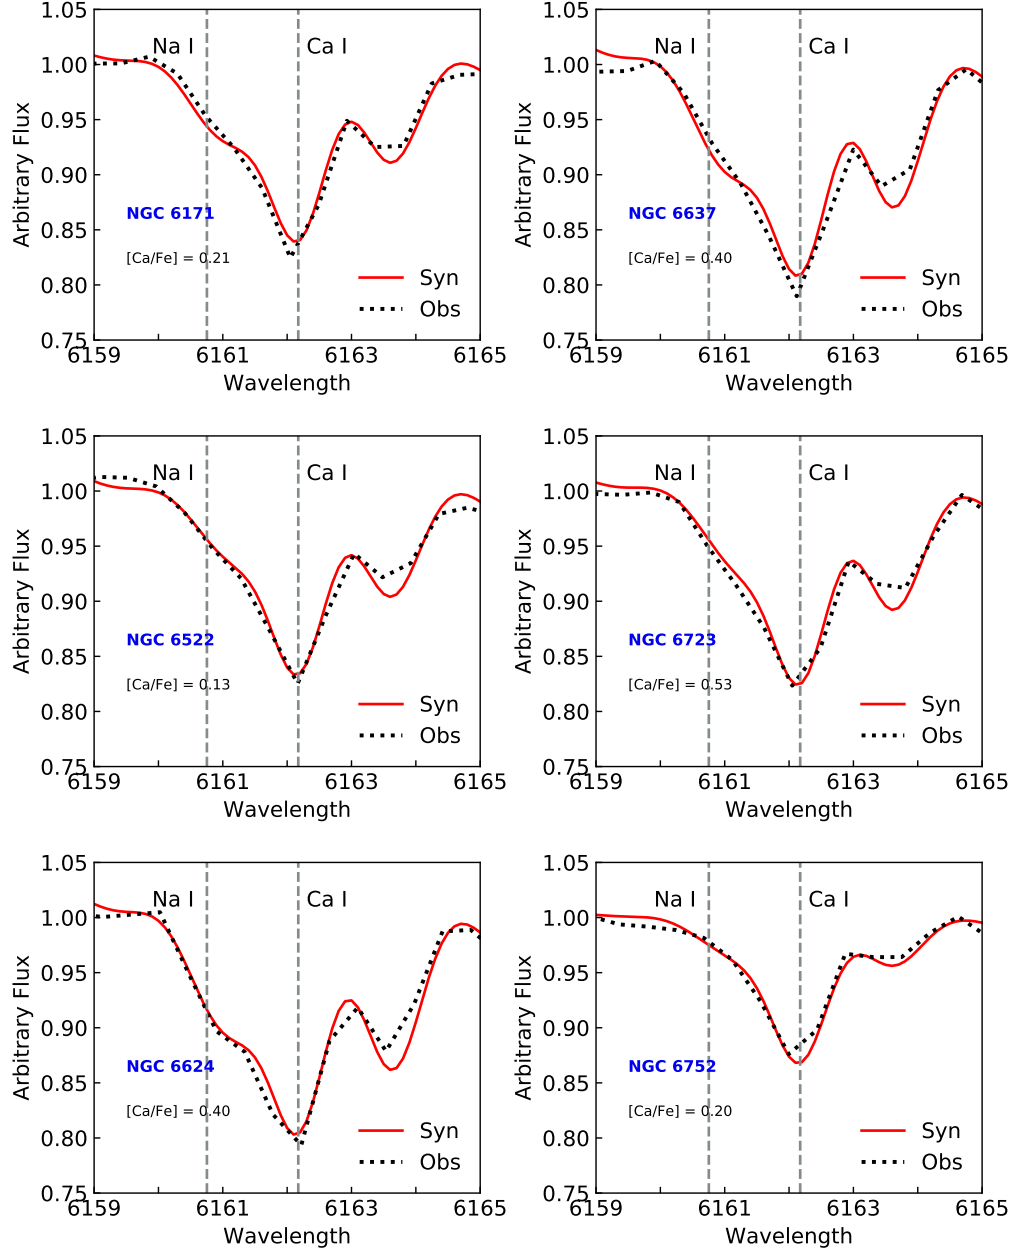 1.05
1.00
0.95
0.90
0.85
0.80
0.75
Arbitrary Flux
Na I
Ca I
NGC 6171
[Ca/Fe] = 0.21
Syn
Obs
6159 6161 6163 6165
Wavelength
1.05
1.00
0.95
0.90
0.85
0.80
0.75
Arbitrary Flux
Na I
Ca I
NGC 6637
[Ca/Fe] = 0.40
Syn
Obs
6159 6161 6163 6165
Wavelength
1.05
1.00
0.95
0.90
0.85
0.80
0.75
Arbitrary Flux
Na I
Ca I
NGC 6522
[Ca/Fe] = 0.13
Syn
Obs
6159 6161 6163 6165
Wavelength
1.05
1.00
0.95
0.90
0.85
0.80
0.75
Arbitrary Flux
Na I
Ca I
NGC 6723
[Ca/Fe] = 0.53
Syn
Obs
6159 6161 6163 6165
Wavelength
1.05
1.00
0.95
0.90
0.85
0.80
0.75
Arbitrary Flux
Na I
Ca I
NGC 6624
[Ca/Fe] = 0.40
Syn
Obs
6159 6161 6163 6165
Wavelength
1.05
1.00
0.95
0.90
0.85
0.80
0.75
Arbitrary Flux
Na I
Ca I
NGC 6752
[Ca/Fe] = 0.20
Syn
Obs
6159 6161 6163 6165
Wavelength